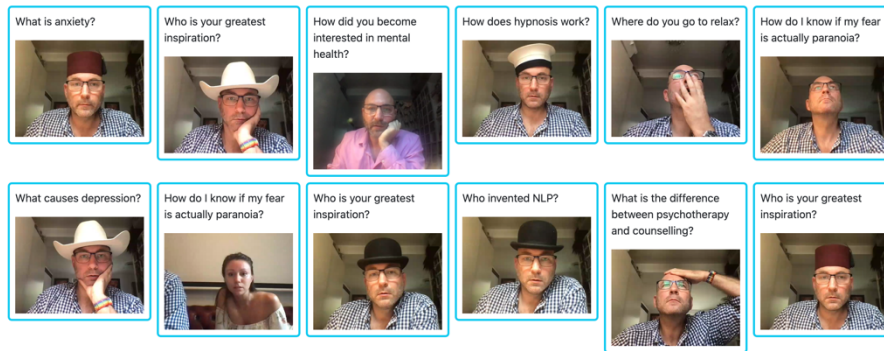 What is anxiety?
Who is your greatest
inspiration?
How did you become
interested in mental
health?
How does hypnosis work?
Where do you go to relax?
How do I know if my fear
is actually paranoia?
What causes depression?
How do I know if my fear
is actually paranoia?
Who is your greatest
inspiration?
Who invented NLP?
What is the difference
between psychotherapy
and counselling?
Who is your greatest
inspiration?